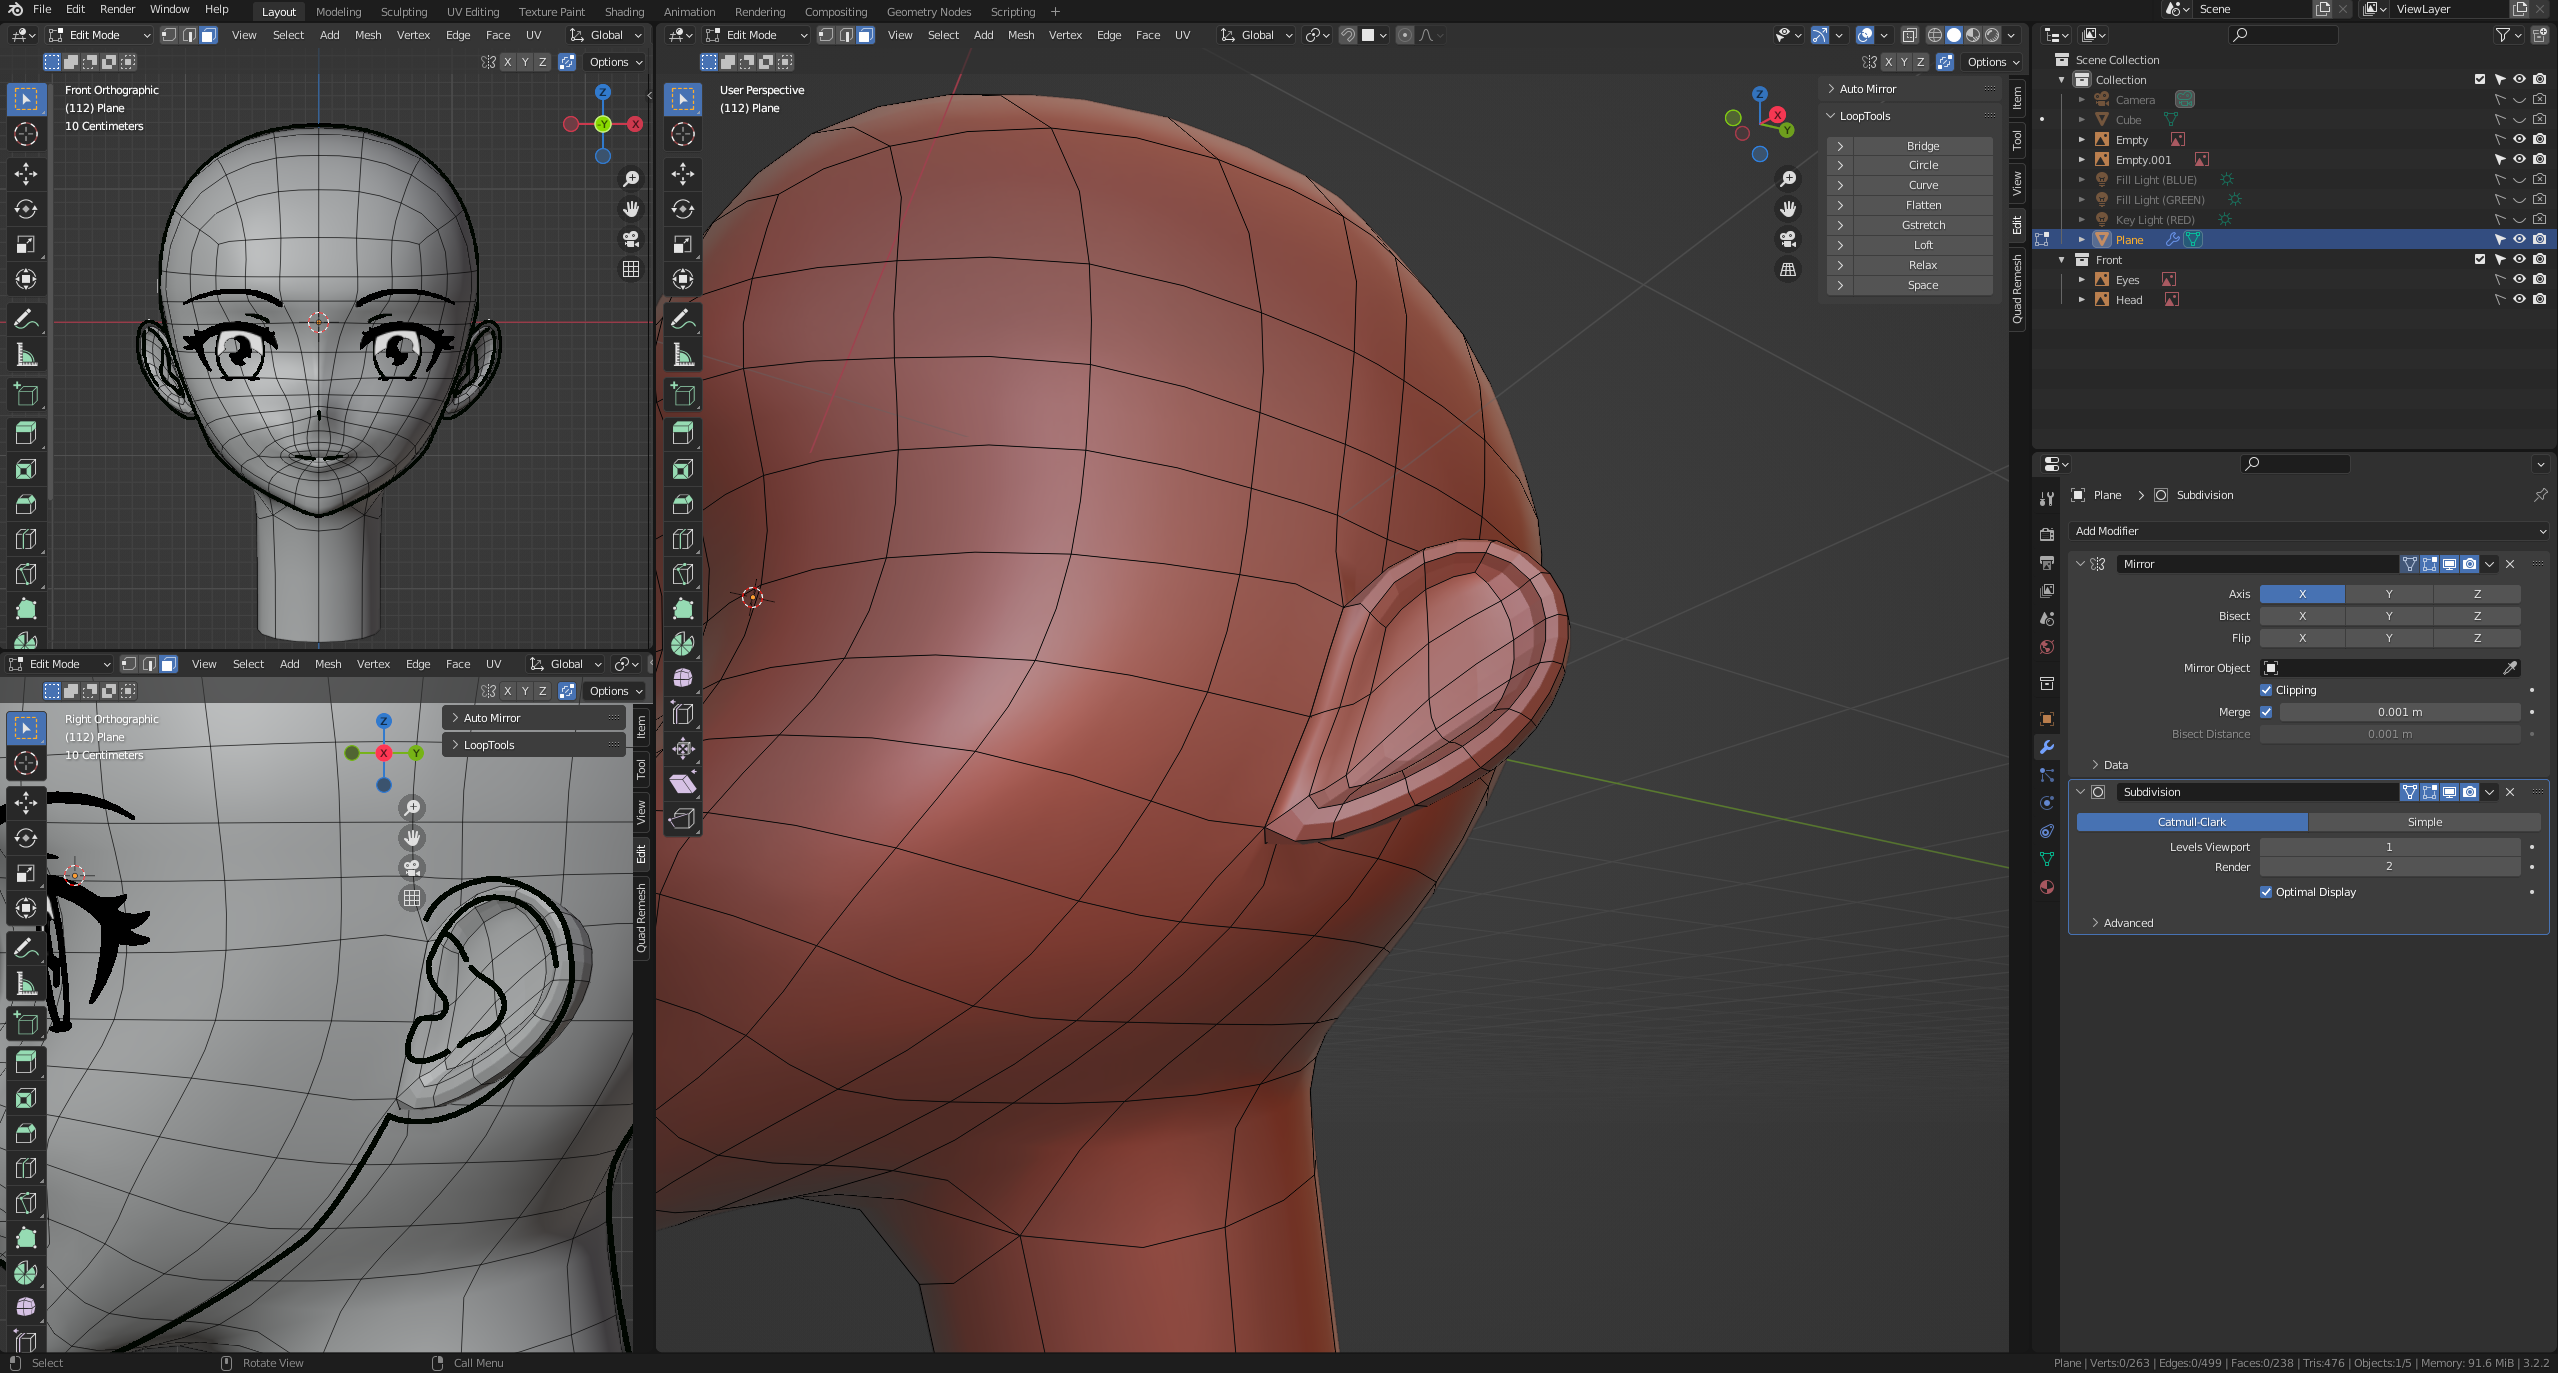 File Edit Render Window Help Layout Modeling Sculpting UV Editing Texture Paint Shading Animation Rendering Compositing Geometry Nodes Scripting + Scene ViewLayer
Edit Mode View Select Add Mesh Vertex Edge Face UV Global
X Y Z Options
Front Orthographic
(112) Plane
10 Centimeters
Z
-Y
X
Edit Mode View Select Add Mesh Vertex Edge Face UV Global
X Y Z Options
User Perspective
(112) Plane
Z
X
Y
Auto Mirror
LoopTools
Bridge
Circle
Curve
Flatten
Gstretch
Loft
Relax
Space
Item
Tool
View
Edit
Quad Remesh
Edit Mode View Select Add Mesh Vertex Edge Face UV Global
X Y Z Options
Right Orthographic
(112) Plane
10 Centimeters
Z
X
Y
Auto Mirror
LoopTools
Item
Tool
View
Edit
Quad Remesh
Scene Collection
Collection
Camera
Cube
Empty
Empty.001
Fill Light (BLUE)
Fill Light (GREEN)
Key Light (RED)
Plane
Front
Eyes
Head
Plane Subdivision
Add Modifier
Mirror
Axis X Y Z
Bisect X Y Z
Flip X Y Z
Mirror Object
Clipping
Merge 0.001 m
Bisect Distance 0.001 m
Data
Subdivision
Catmull-Clark Simple
Levels Viewport 1
Render 2
Optimal Display
Advanced
Select Rotate View Call Menu
Plane | Verts:0/263 | Edges:0/499 | Faces:0/238 | Tris:476 | Objects:1/5 | Memory: 91.6 MiB | 3.2.2